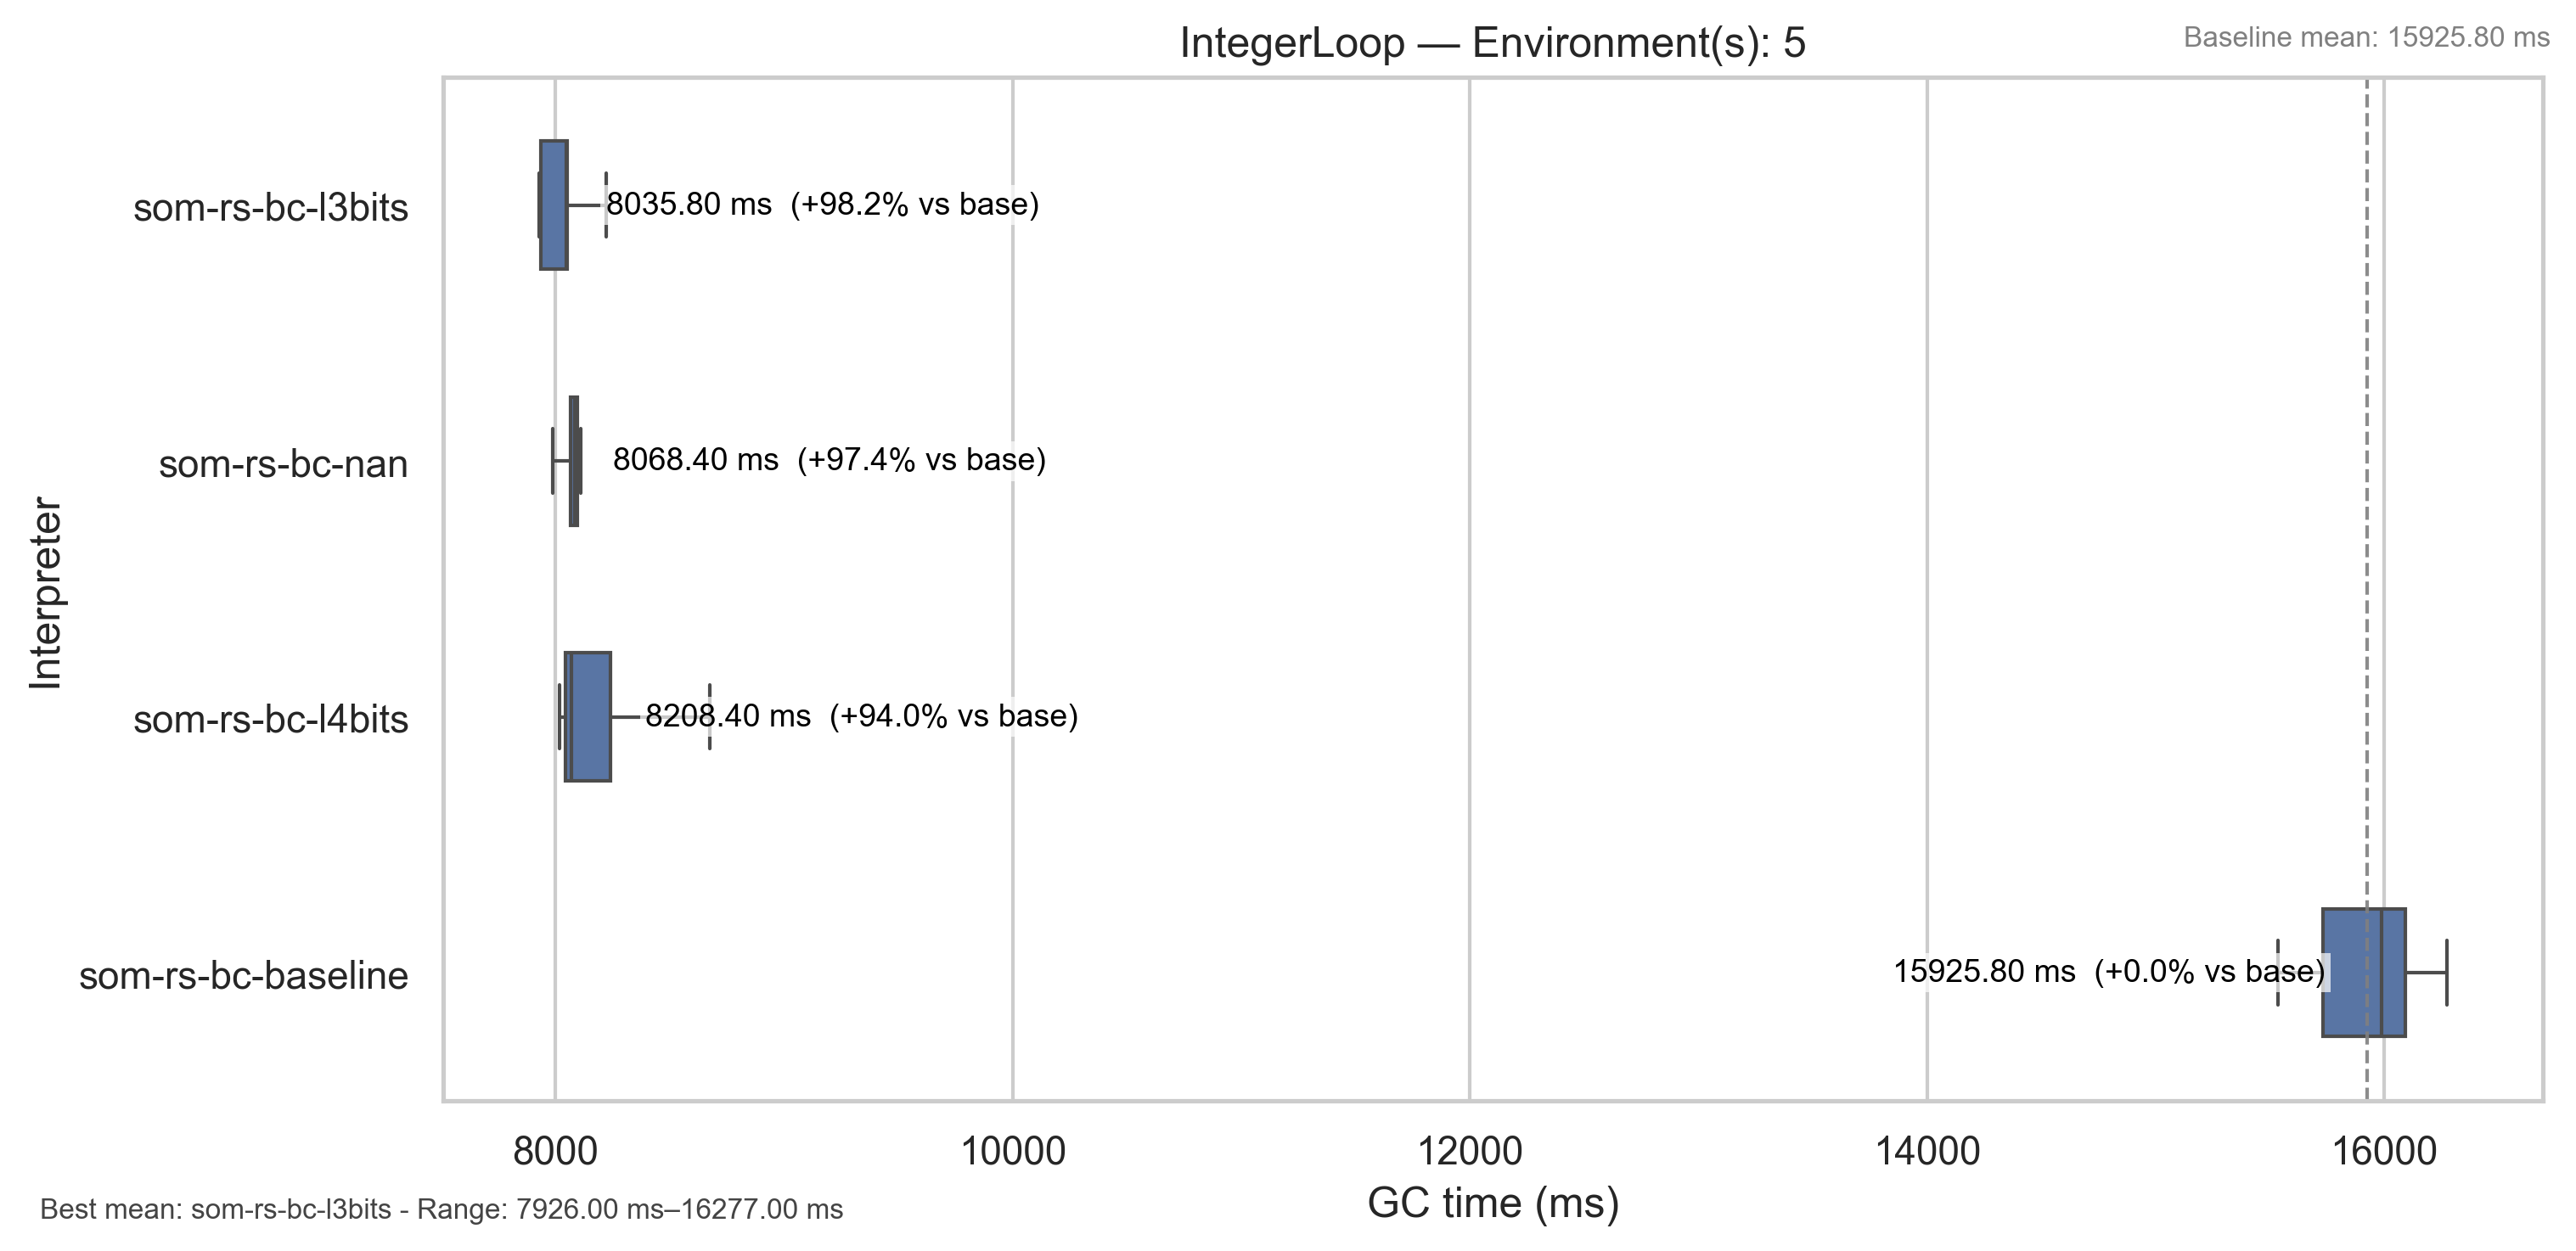 IntegerLoop — Environment(s): 5
Baseline mean: 15925.80 ms
som-rs-bc-l3bits
8035.80 ms  (+98.2% vs base)
som-rs-bc-nan
8068.40 ms  (+97.4% vs base)
som-rs-bc-l4bits
8208.40 ms  (+94.0% vs base)
som-rs-bc-baseline
15925.80 ms  (+0.0% vs base)
Interpreter
8000
10000
12000
14000
16000
GC time (ms)
Best mean: som-rs-bc-l3bits - Range: 7926.00 ms–16277.00 ms